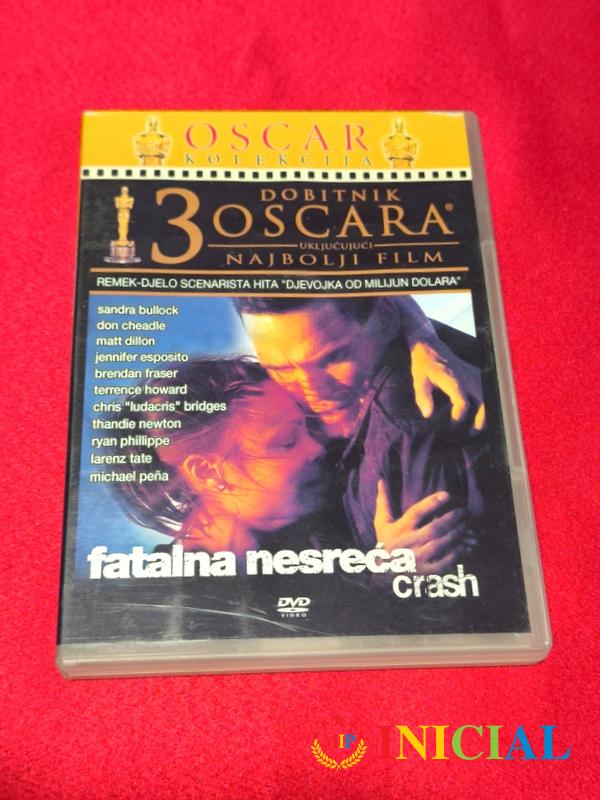 OSCAR
KOLEKCIJA
DOBITNIK
3 OSCARA®
UKLJUČUJUĆI
NAJBOLJI FILM
REMEK-DJELO SCENARISTA HITA "DJEVOJKA OD MILIJUN DOLARA"
sandra bullock
don cheadle
matt dillon
jennifer esposito
brendan fraser
terrence howard
chris "ludacris" bridges
thandie newton
ryan phillippe
larenz tate
michael peña
fatalna nesreća
crash
DVD
VIDEO
IP INICIAL